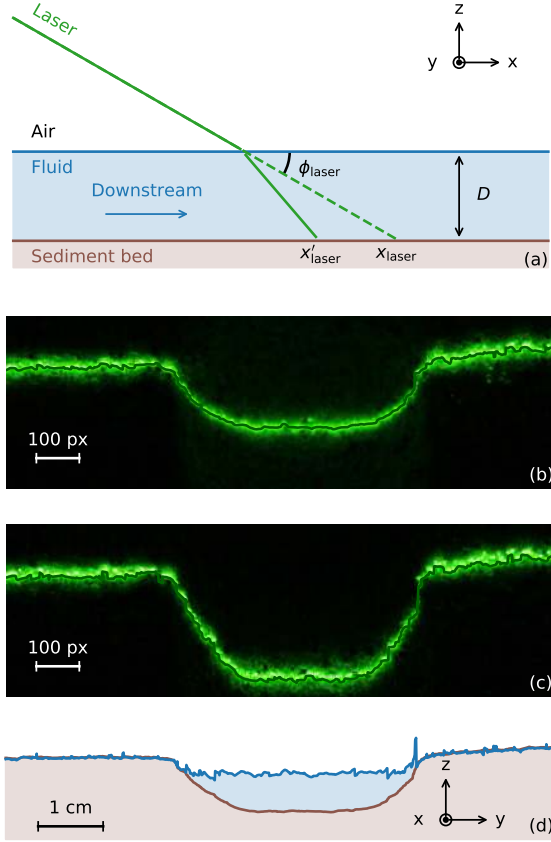 Laser
z
y
x
Air
Fluid
ϕlaser
Downstream
D
Sediment bed
x′laser
xlaser
(a)
100 px
(b)
100 px
(c)
1 cm
z
x
y
(d)